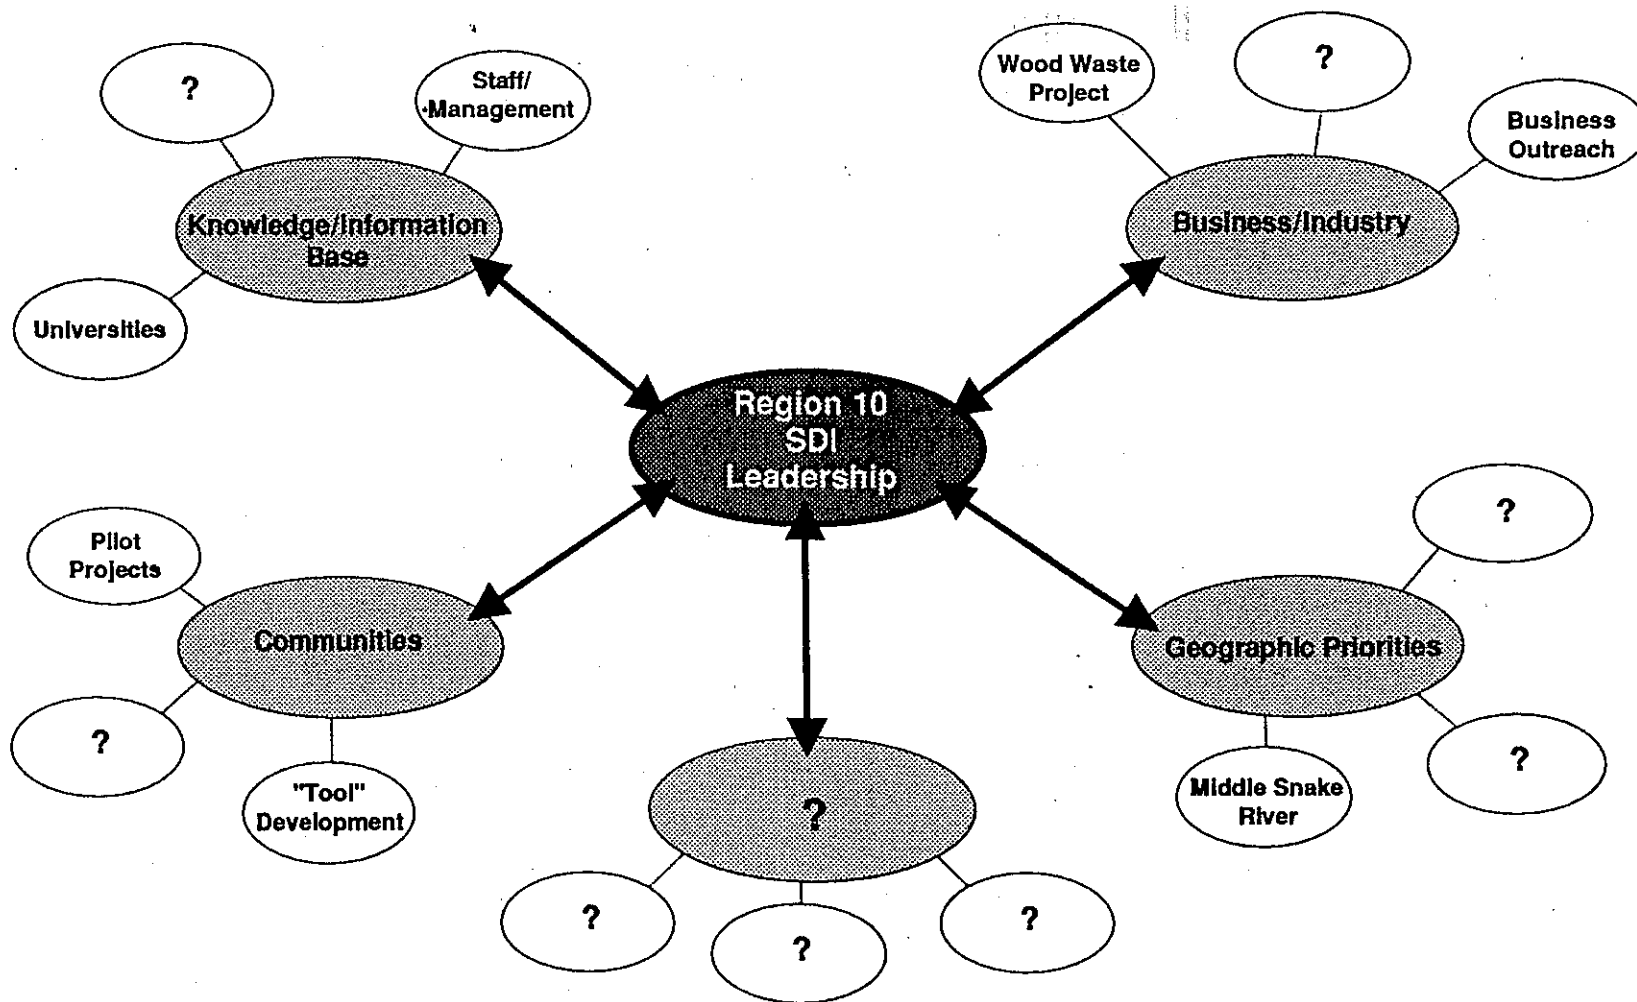 ?
Staff/
Management
Knowledge/Information
Base
Universities
Wood Waste
Project
?
Business
Outreach
Business/Industry
Region 10
SDI
Leadership
Pilot
Projects
Communities
?
"Tool"
Development
?
?
?
?
?
Geographic Priorities
Middle Snake
River
?